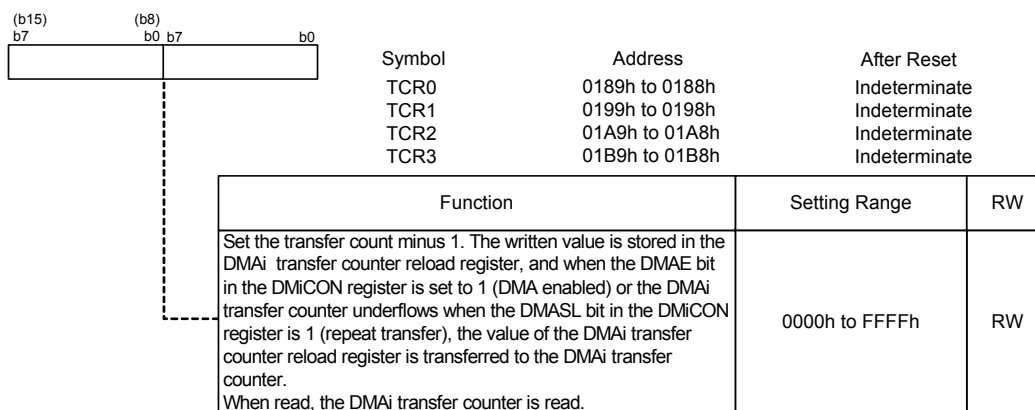 (b15) (b8)
b7 b0 b7 b0
Symbol Address After Reset
TCR0 0189h to 0188h Indeterminate
TCR1 0199h to 0198h Indeterminate
TCR2 01A9h to 01A8h Indeterminate
TCR3 01B9h to 01B8h Indeterminate
Function Setting Range RW
Set the transfer count minus 1. The written value is stored in the
DMAi transfer counter reload register, and when the DMAE bit
in the DMiCON register is set to 1 (DMA enabled) or the DMAi
transfer counter underflows when the DMASL bit in the DMiCON
register is 1 (repeat transfer), the value of the DMAi transfer
counter reload register is transferred to the DMAi transfer
counter.
When read, the DMAi transfer counter is read.
0000h to FFFFh RW